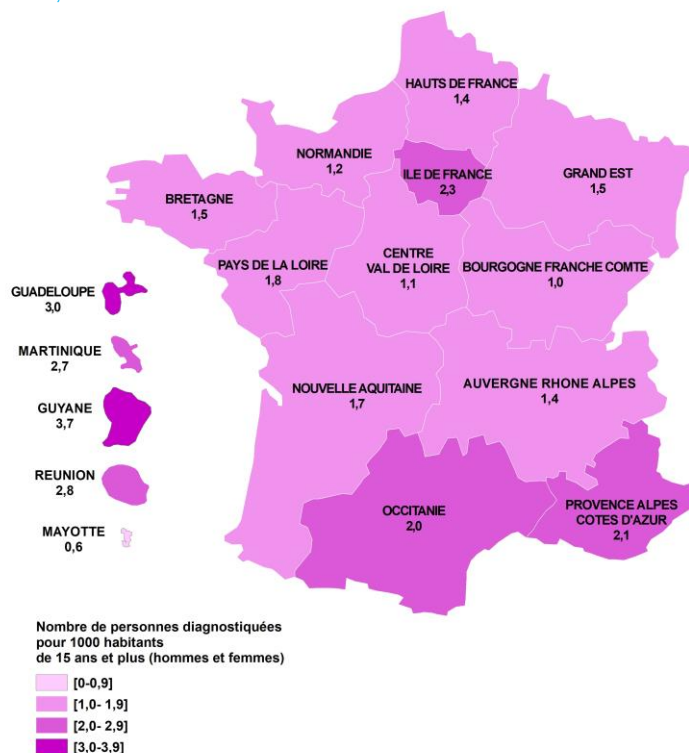 HAUTS DE FRANCE
1,4
NORMANDIE
1,2
ILE DE FRANCE
2,3
GRAND EST
1,5
BRETAGNE
1,5
PAYS DE LA LOIRE
1,8
CENTRE
VAL DE LOIRE
1,1
BOURGOGNE FRANCHE COMTE
1,0
GUADELOUPE
3,0
MARTINIQUE
2,7
GUYANE
3,7
REUNION
2,8
MAYOTTE
0,6
NOUVELLE AQUITAINE
1,7
AUVERGNE RHONE ALPES
1,4
OCCITANIE
2,0
PROVENCE ALPES
COTES D'AZUR
2,1
Nombre de personnes diagnostiquées
pour 1000 habitants
de 15 ans et plus (hommes et femmes)
[0-0,9]
[1,0- 1,9]
[2,0- 2,9]
[3,0-3,9]